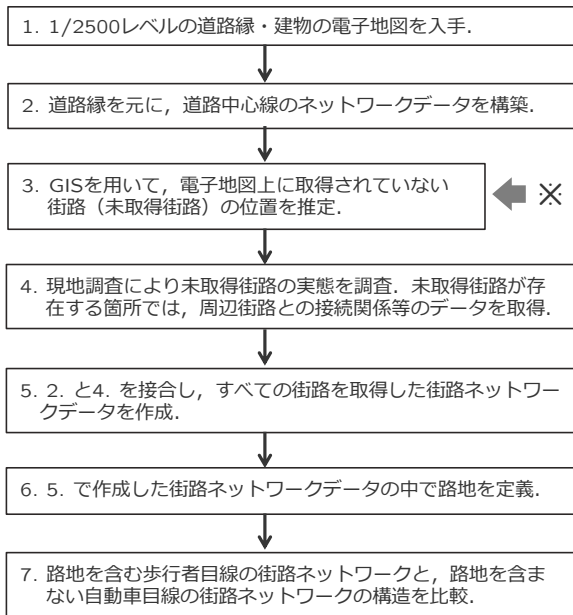 1. 1/2500レベルの道路縁・建物の電子地図を入手.
2. 道路縁を元に，道路中心線のネットワークデータを構築.
3. GISを用いて，電子地図上に取得されていない
街路（未取得街路）の位置を推定.
※
4. 現地調査により未取得街路の実態を調査. 未取得街路が存
在する箇所では，周辺街路との接続関係等のデータを取得.
5. 2. と4. を接合し，すべての街路を取得した街路ネットワー
クデータを作成.
6. 5. で作成した街路ネットワークデータの中で路地を定義.
7. 路地を含む歩行者目線の街路ネットワークと，路地を含ま
ない自動車目線の街路ネットワークの構造を比較.